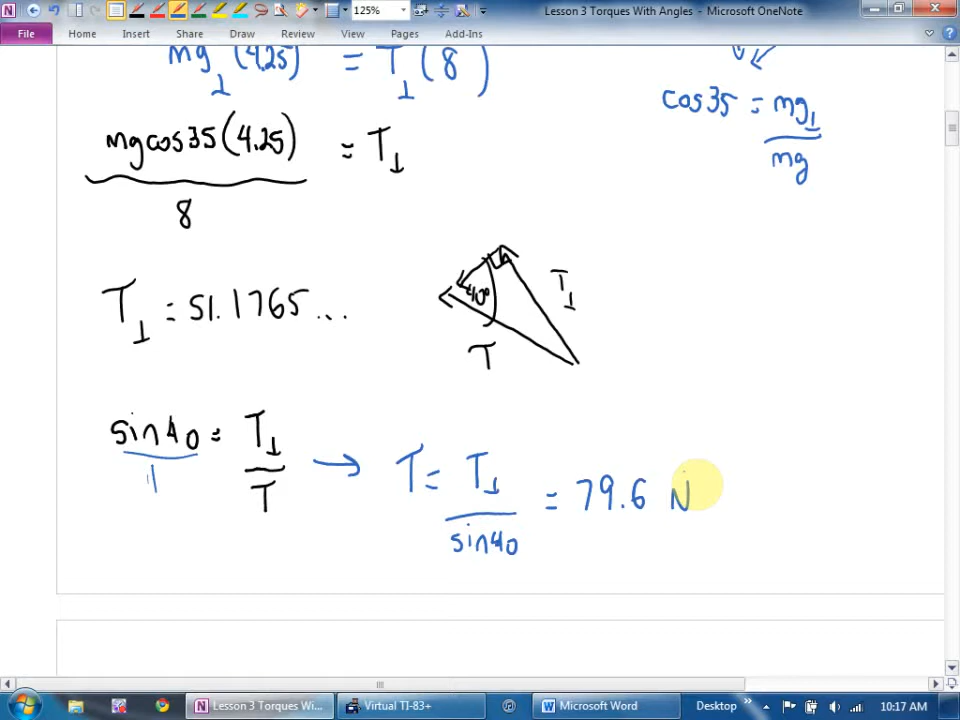 125%
Lesson 3 Torques With Angles - Microsoft OneNote
File Home Insert Share Draw Review View Pages Add-Ins
mg⊥ (4.25) = T⊥ (8)
cos35 = mg⊥
mg
mgcos35(4.25) = T⊥
8
T⊥ = 51.1765...
40°
T⊥
T
sin40 = T⊥
1 T
→ T = T⊥ = 79.6 N
sin40
Lesson 3 Torques Wi...
Virtual TI-83+
Microsoft Word
Desktop
10:17 AM